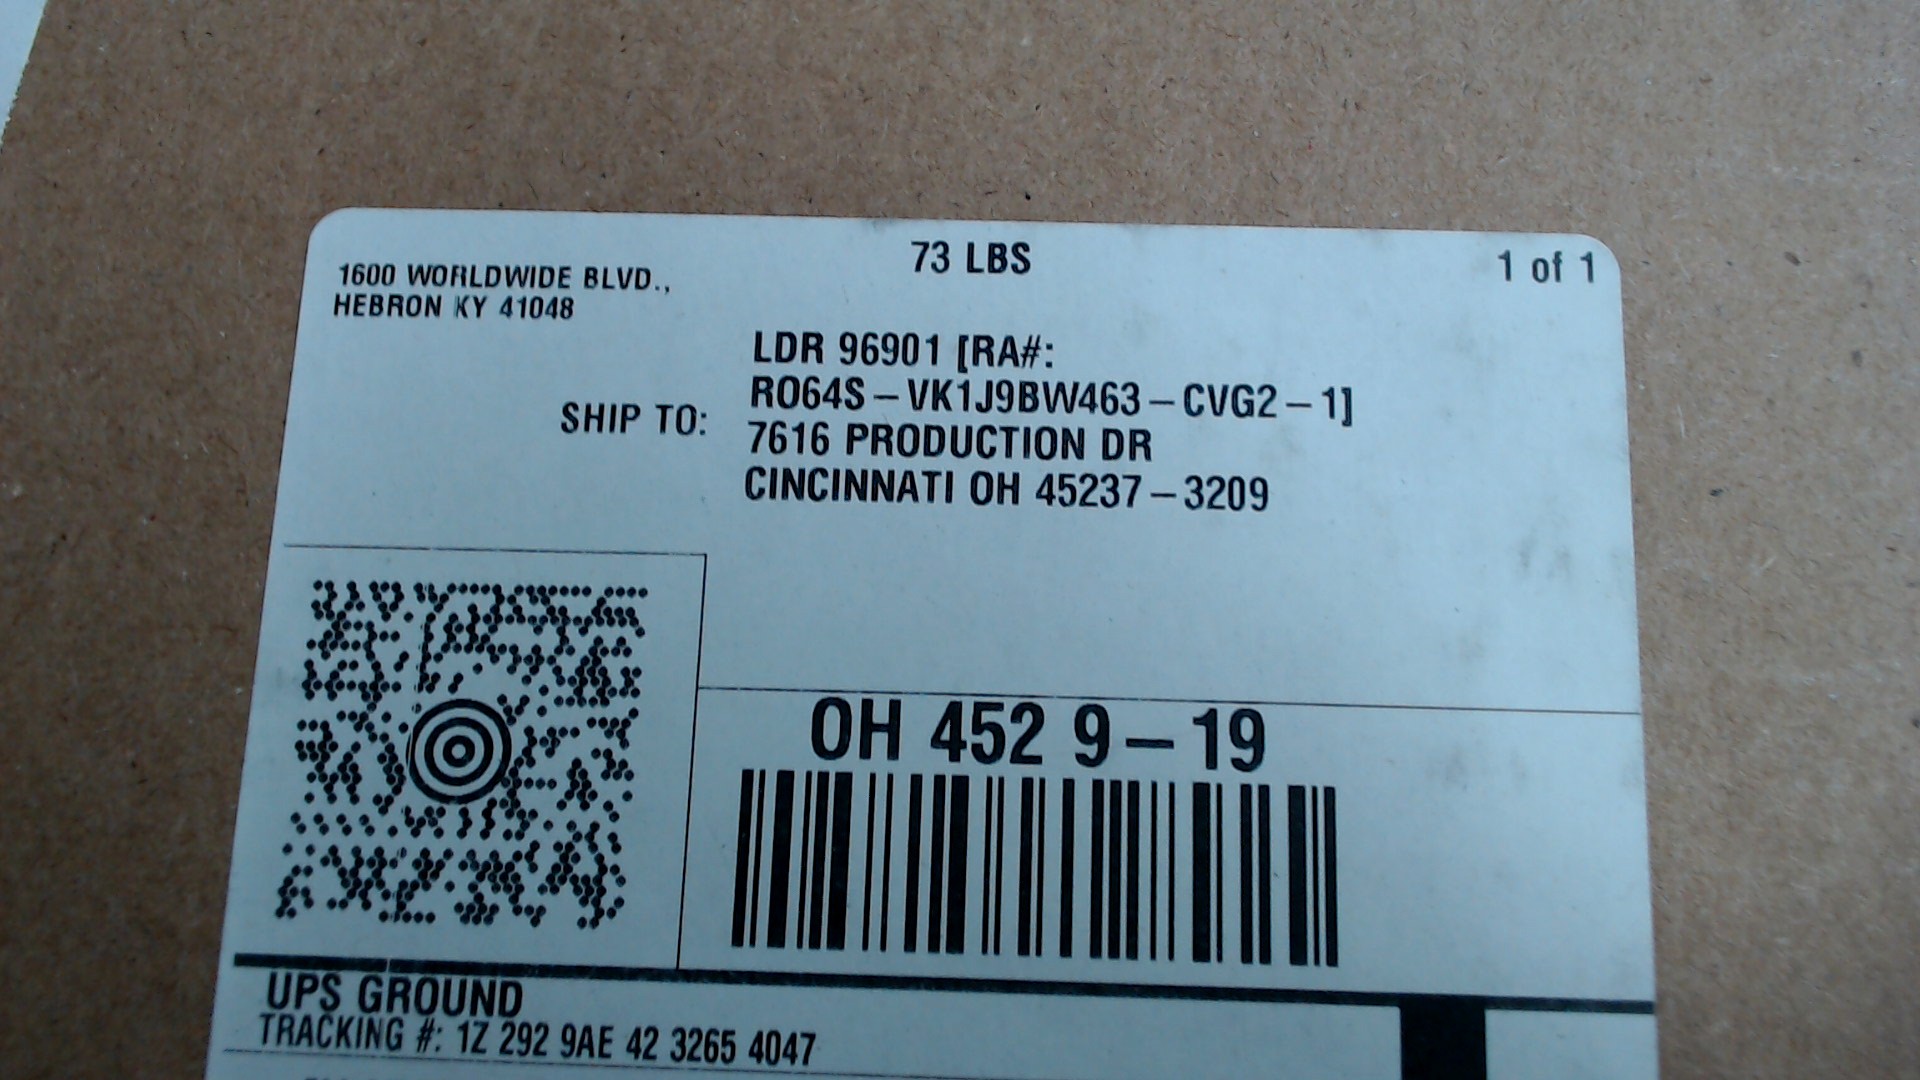 1600 WORLDWIDE BLVD.,
HEBRON KY 41048
73 LBS
1 of 1
LDR 96901 [RA#:
RO64S-VK1J9BW463-CVG2-1]
SHIP TO:
7616 PRODUCTION DR
CINCINNATI OH 45237-3209
OH 452 9-19
UPS GROUND
TRACKING #: 1Z 292 9AE 42 3265 4047